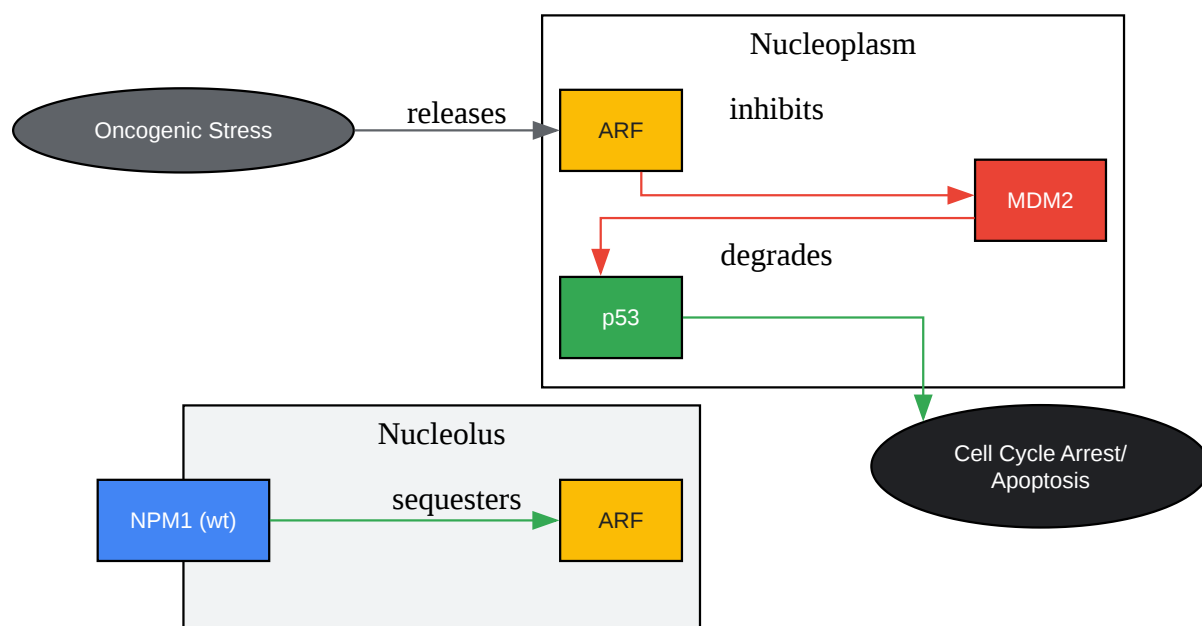 Nucleoplasm
Oncogenic Stress
releases
ARF
inhibits
MDM2
degrades
p53
Cell Cycle Arrest/
Apoptosis
Nucleolus
NPM1 (wt)
sequesters
ARF